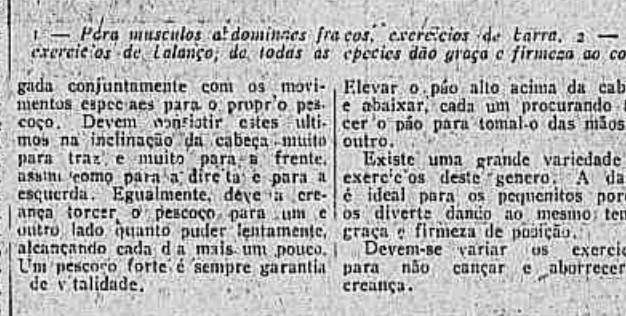 1 — Para musculos abdominaes fracos, exercicios de barra. 2 —
exercicios de balanço, de todas as especies dão graça e firmeza ao co
gada conjuntamente com os movi-
mentos especiaes para o proprio pes-
coço. Devem consistir estes ulti-
mos na inclinação da cabeça muito
para traz e muito para a frente,
assim como para a direita e para a
esquerda. Egualmente, deve a cre-
ança torcer o pescoço para um e
outro lado quanto puder lentamente,
alcançando cada dia mais um pouco.
Um pescoço forte é sempre garantia
de vitalidade.
Elevar o páo alto acima da cab
e abaixar, cada um procurando
cer o páo para tomal-o das mãos
outro.
Existe uma grande variedade
exercicios deste genero. A da
é ideal para os pequenitos por
os diverte dando ao mesmo tem
graça e firmeza de posição.
Devem-se variar os exercic
para não cançar e aborrecer
creança.